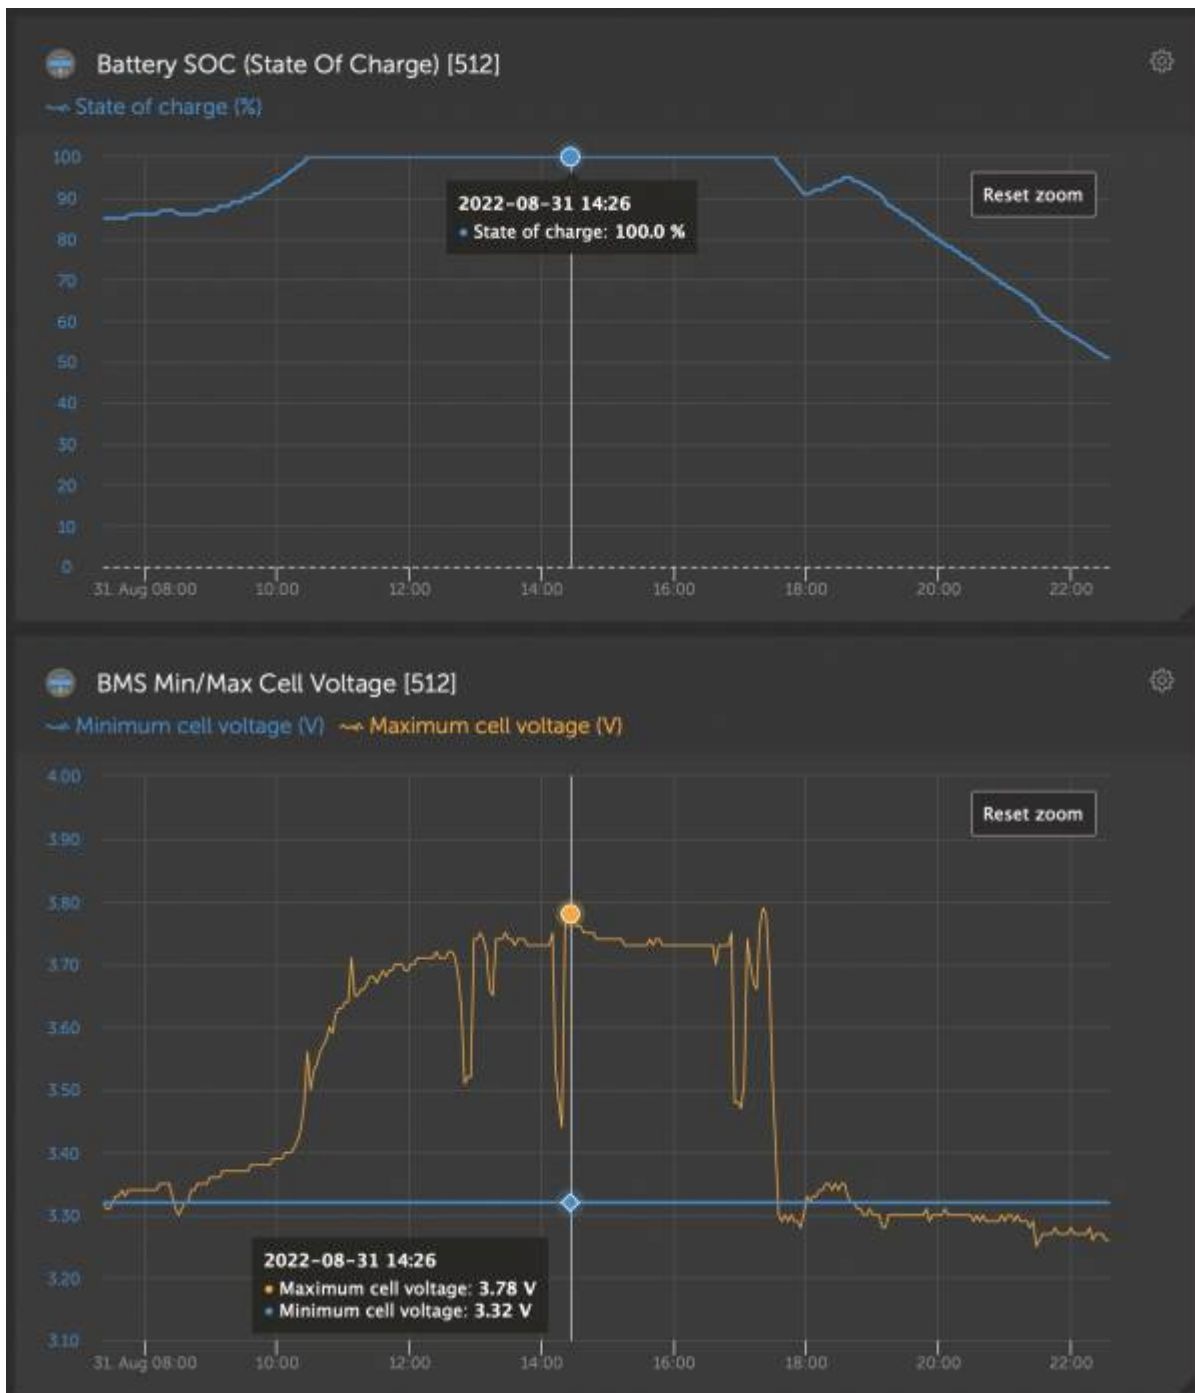 Battery SOC (State Of Charge) [512]
State of charge (%)
100
90
80
70
60
50
40
30
20
10
0
Reset zoom
2022-08-31 14:26
State of charge: 100.0 %
31. Aug 08:00 10:00 12:00 14:00 16:00 18:00 20:00 22:00
BMS Min/Max Cell Voltage [512]
Minimum cell voltage (V) Maximum cell voltage (V)
4.00
3.90
3.80
3.70
3.60
3.50
3.40
3.30
3.20
3.10
Reset zoom
2022-08-31 14:26
Maximum cell voltage: 3.78 V
Minimum cell voltage: 3.32 V
31. Aug 08:00 10:00 12:00 14:00 16:00 18:00 20:00 22:00